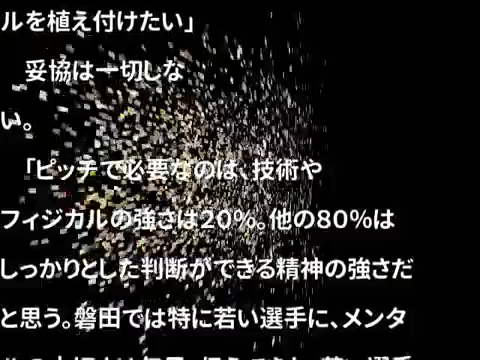 ルを植え付けたい」
妥協は一切しな
い。
「ピッチで必要なのは、技術や
フィジカルの強さは20%。他の80%は
しっかりとした判断ができる精神の強さだ
と思う。磐田では特に若い選手に、メンタ